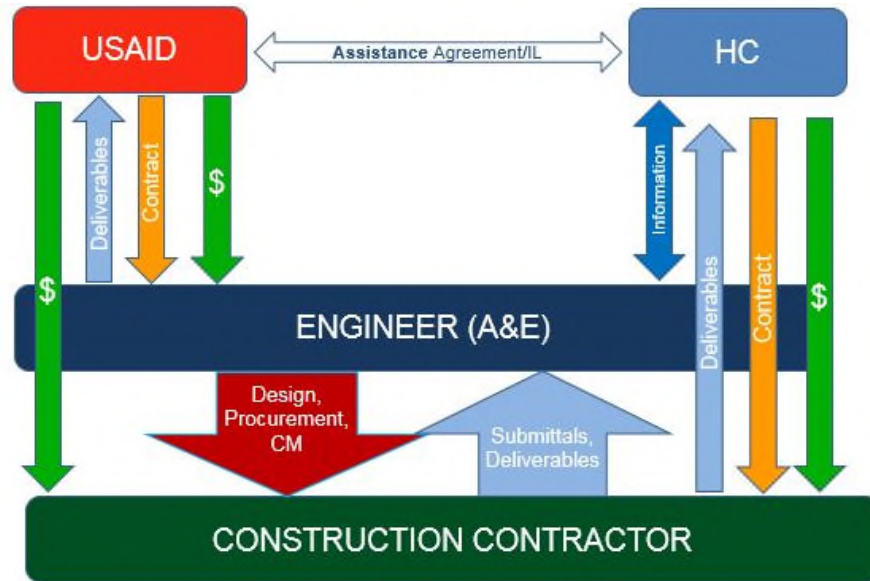 USAID
Assistance Agreement/IL
HC
$
Deliverables
Contract
$
Information
Deliverables
Contract
$
ENGINEER (A&E)
Design,
Procurement,
CM
Submittals,
Deliverables
CONSTRUCTION CONTRACTOR